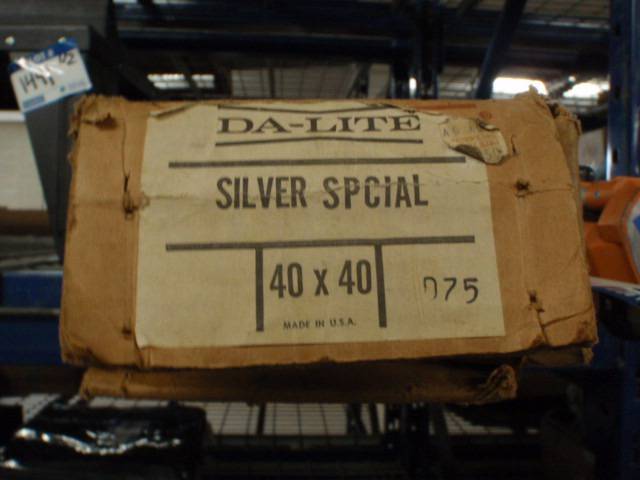 DA-LITE
SILVER SPCIAL
40 x 40
075
MADE IN U.S.A.